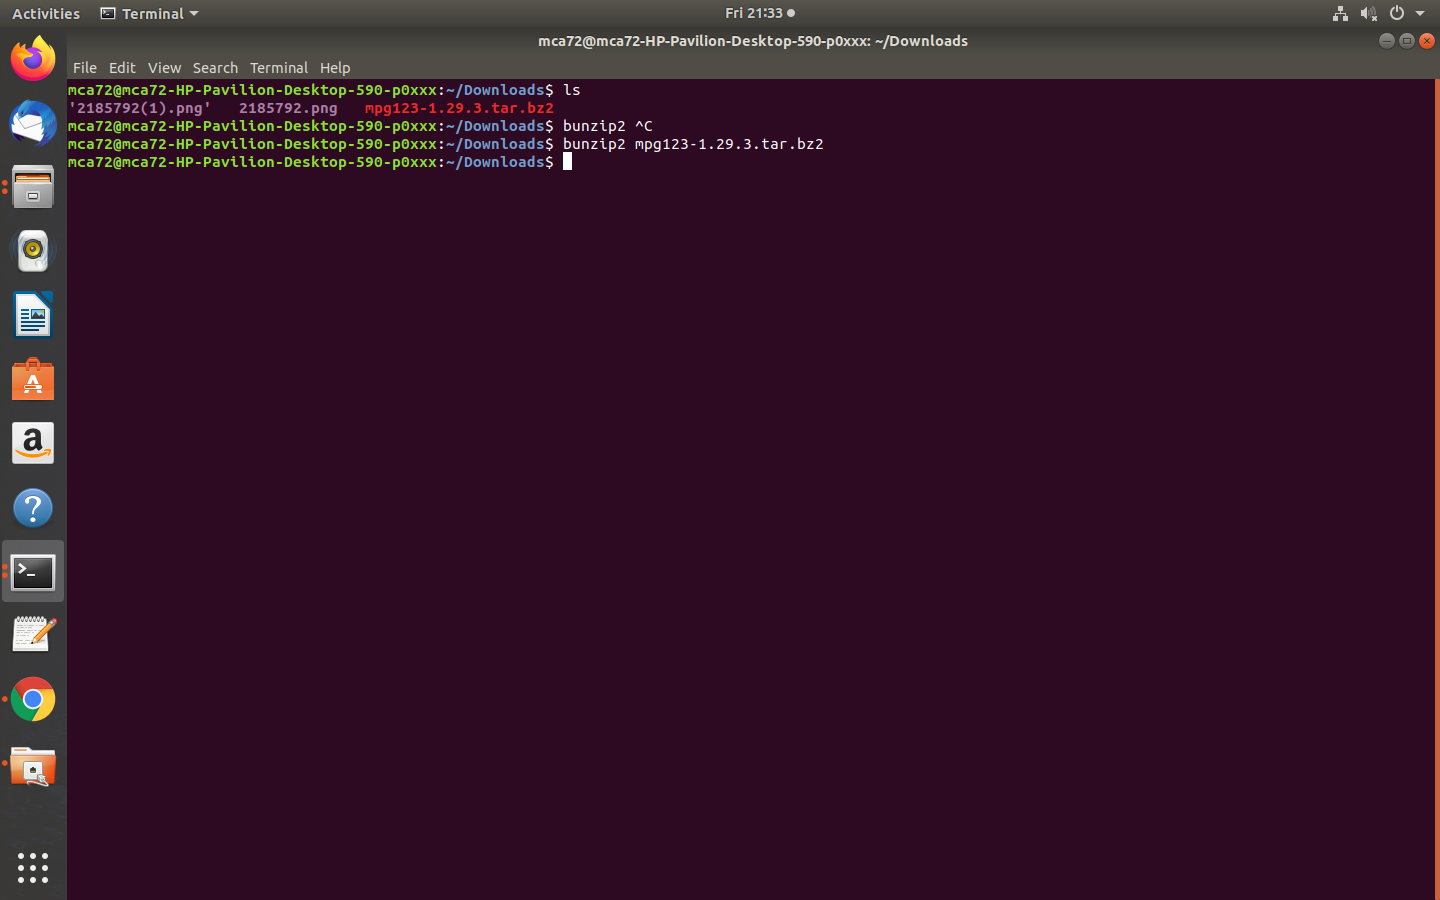 Activities Terminal Fri 21:33
mca72@mca72-HP-Pavilion-Desktop-590-p0xxx: ~/Downloads
File Edit View Search Terminal Help
mca72@mca72-HP-Pavilion-Desktop-590-p0xxx:~/Downloads$ ls
'2185792(1).png' 2185792.png mpg123-1.29.3.tar.bz2
mca72@mca72-HP-Pavilion-Desktop-590-p0xxx:~/Downloads$ bunzip2 ^C
mca72@mca72-HP-Pavilion-Desktop-590-p0xxx:~/Downloads$ bunzip2 mpg123-1.29.3.tar.bz2
mca72@mca72-HP-Pavilion-Desktop-590-p0xxx:~/Downloads$